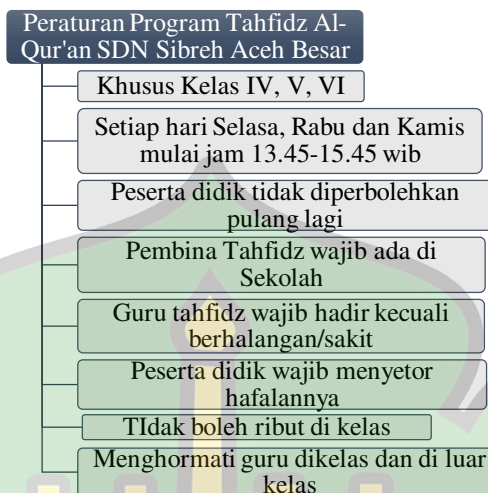 Peraturan Program Tahfidz Al-
Qur'an SDN Sibreh Aceh Besar
Khusus Kelas IV, V, VI
Setiap hari Selasa, Rabu dan Kamis
mulai jam 13.45-15.45 wib
Peserta didik tidak diperbolehkan
pulang lagi
Pembina Tahfidz wajib ada di
Sekolah
Guru tahfidz wajib hadir kecuali
berhalangan/sakit
Peserta didik wajib menyetor
hafalannya
TIdak boleh ribut di kelas
Menghormati guru dikelas dan di luar
kelas